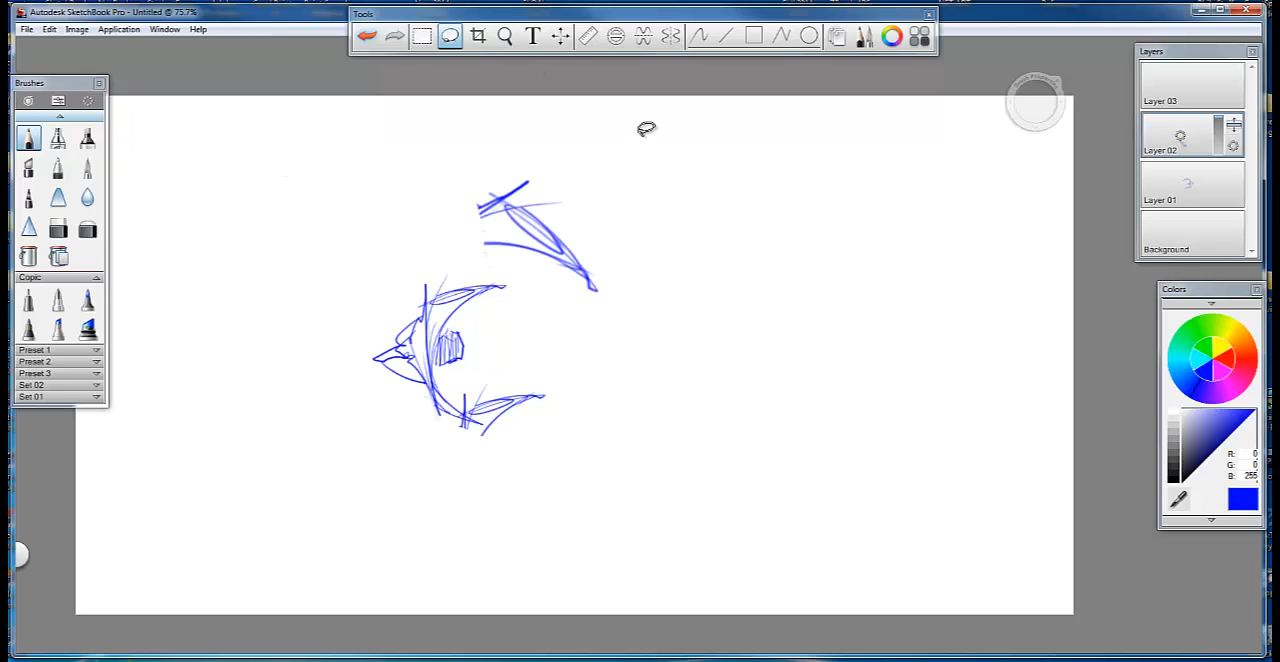 Autodesk SketchBook Pro - Untitled @ 75.7%
File Edit Image Application Window Help
Tools
T
Brushes
Copic
Preset 1
Preset 2
Preset 3
Set 02
Set 01
Layers
Layer 03
Layer 02
Layer 01
Background
Colors
R: 0
G: 0
B: 255